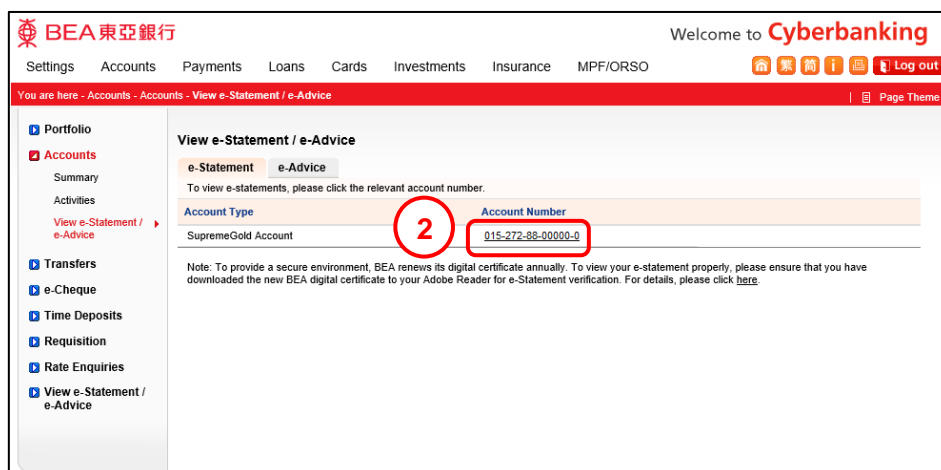 BEA東亞銀行
Welcome to Cyberbanking
Settings Accounts Payments Loans Cards Investments Insurance MPF/ORSO
繁 简 i Log out
You are here - Accounts - Accounts - View e-Statement / e-Advice
Page Theme
Portfolio
Accounts
Summary
Activities
View e-Statement /
e-Advice
Transfers
e-Cheque
Time Deposits
Requisition
Rate Enquiries
View e-Statement /
e-Advice
View e-Statement / e-Advice
e-Statement e-Advice
To view e-statements, please click the relevant account number.
Account Type Account Number
SupremeGold Account 015-272-88-00000-0
2
Note: To provide a secure environment, BEA renews its digital certificate annually. To view your e-statement properly, please ensure that you have
downloaded the new BEA digital certificate to your Adobe Reader for e-Statement verification. For details, please click here.